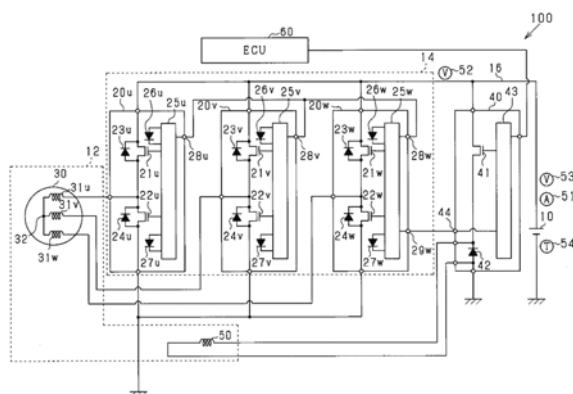 100
60
ECU
14
V 52
16
26u 25u
20u
26v 25v
20v
26w 25w
20w
40 43
23u
23v
23w
28u
28v
28w
21u
21v
21w
41
12
30
31u
31v
32
31w
22u
22v
22w
24u
24v
24w
27u
27v
27w
29w
44
42
V 53
A 51
10
T 54
50